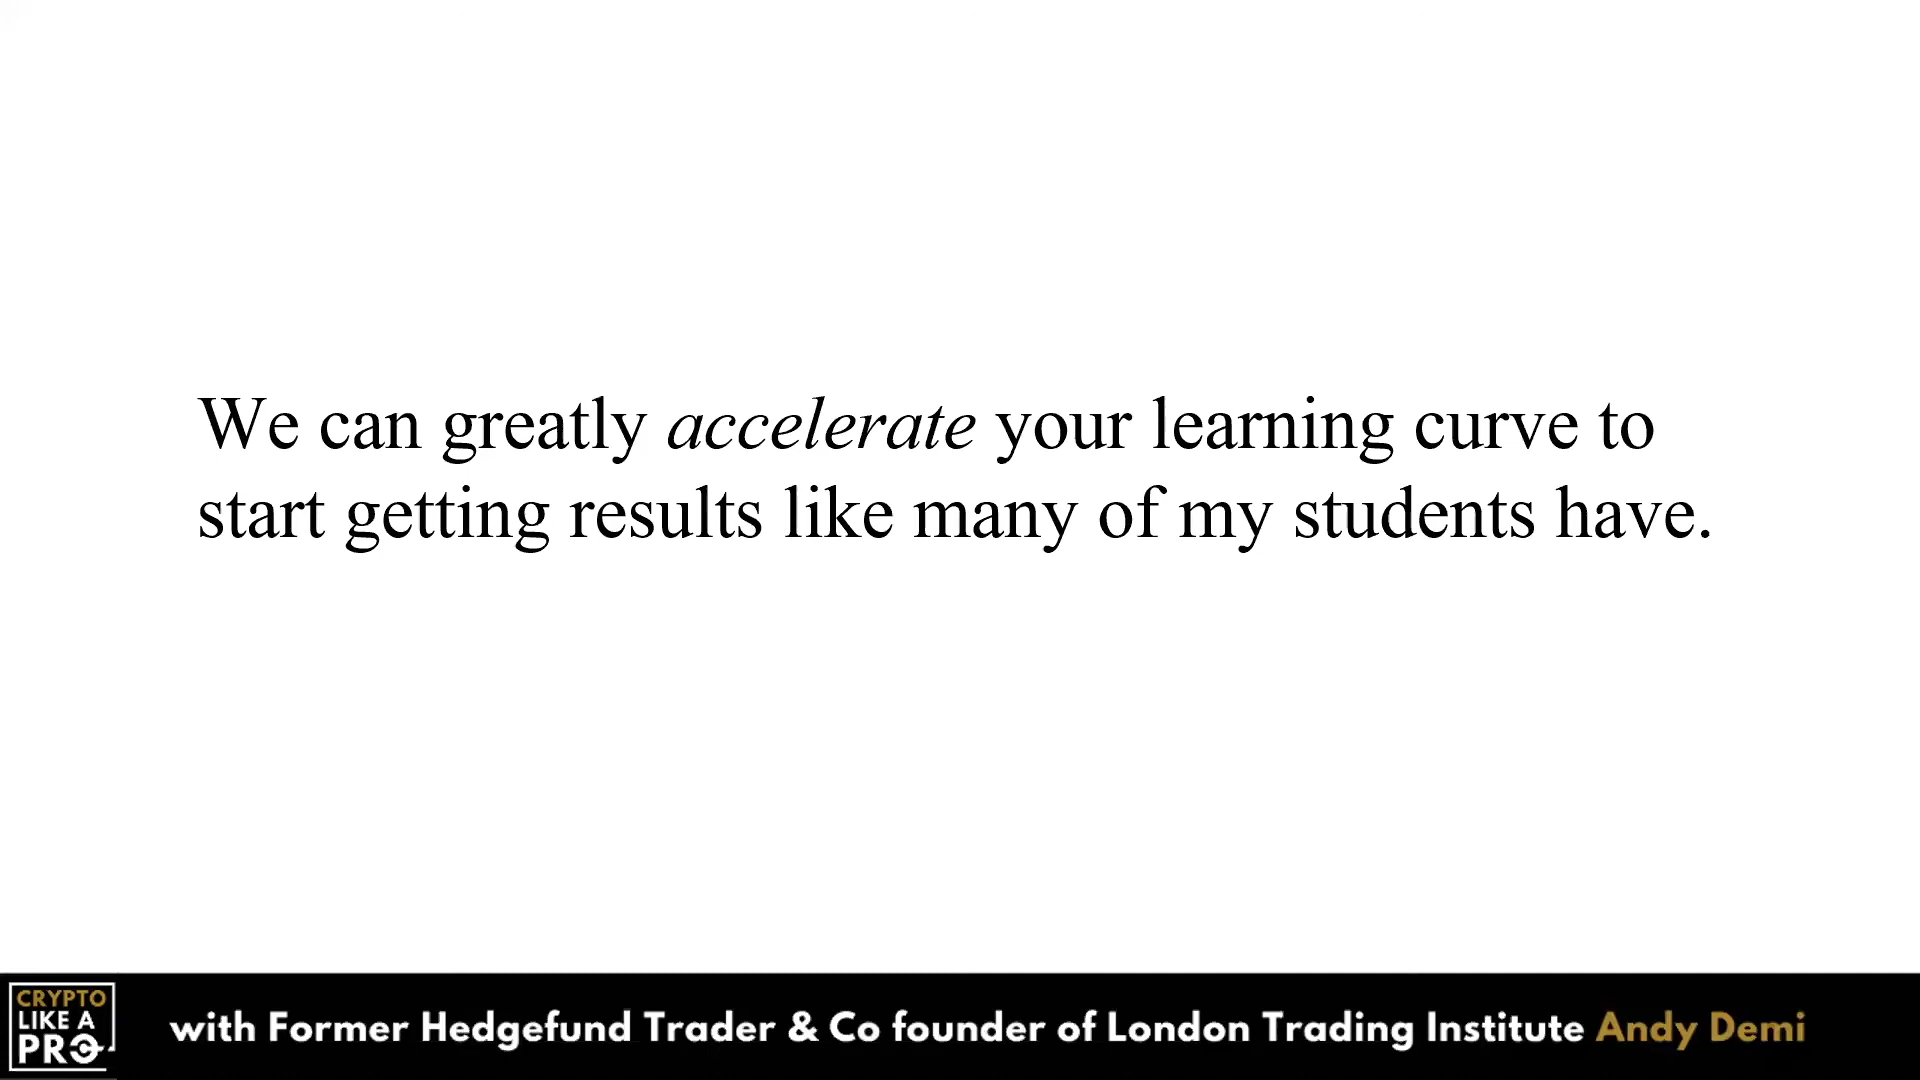 We can greatly accelerate your learning curve to
start getting results like many of my students have.
CRYPTO
LIKE A
PRO
with Former Hedgefund Trader & Co founder of London Trading Institute Andy Demi